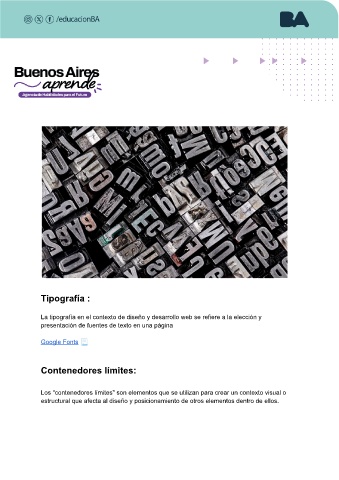 /educacionBA
BA
Buenos Aires
aprende
Agencia de Habilidades para el Futuro
Tipografía :
La tipografía en el contexto de diseño y desarrollo web se refiere a la elección y
presentación de fuentes de texto en una página
Google Fonts
Contenedores límites:
Los "contenedores límites" son elementos que se utilizan para crear un contexto visual o
estructural que afecta al diseño y posicionamiento de otros elementos dentro de ellos.